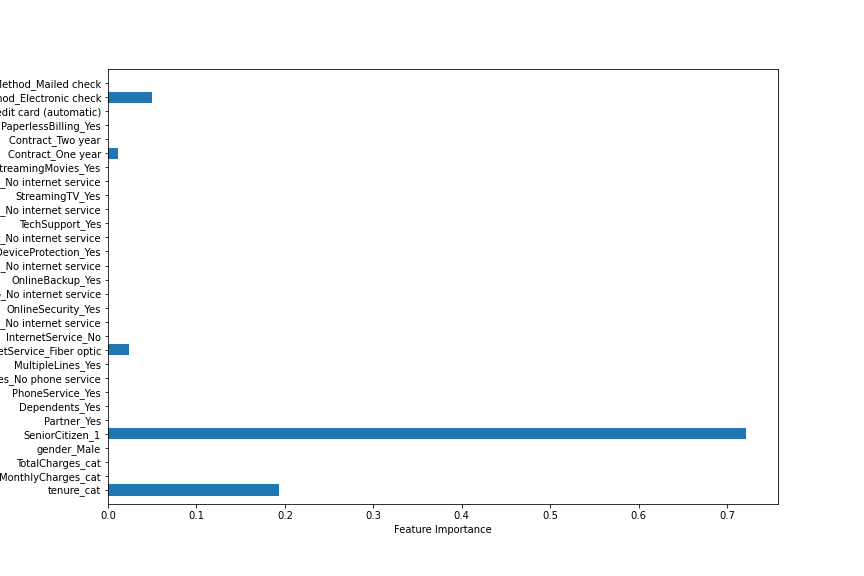 Method_Mailed check
hod_Electronic check
edit card (automatic)
PaperlessBilling_Yes
Contract_Two year
Contract_One year
treamingMovies_Yes
_No internet service
StreamingTV_Yes
_No internet service
TechSupport_Yes
_No internet service
DeviceProtection_Yes
_No internet service
OnlineBackup_Yes
_No internet service
OnlineSecurity_Yes
_No internet service
InternetService_No
etService_Fiber optic
MultipleLines_Yes
es_No phone service
PhoneService_Yes
Dependents_Yes
Partner_Yes
SeniorCitizen_1
gender_Male
TotalCharges_cat
MonthlyCharges_cat
tenure_cat
0.0 0.1 0.2 0.3 0.4 0.5 0.6 0.7
Feature Importance